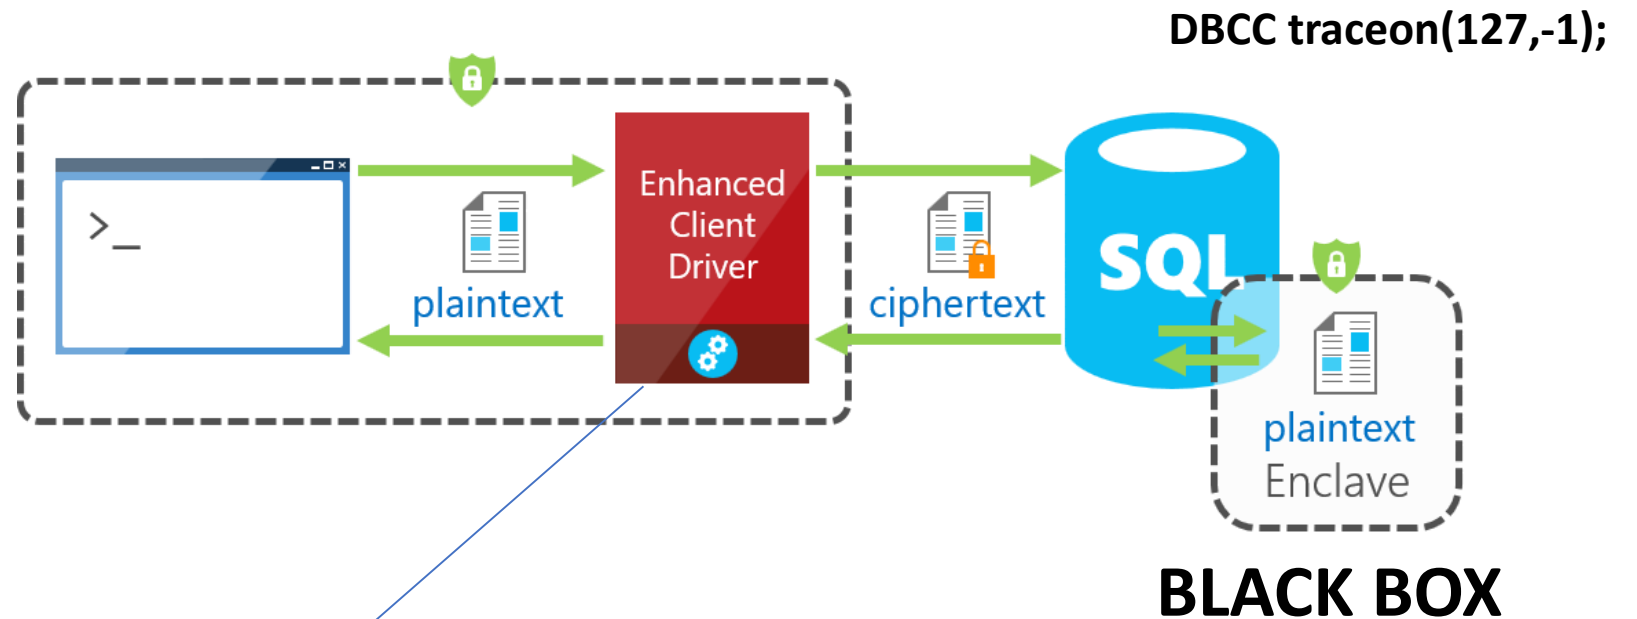 DBCC traceon(127,-1);
>_
Enhanced
Client
Driver
plaintext
ciphertext
SQL
plaintext
Enclave
BLACK BOX